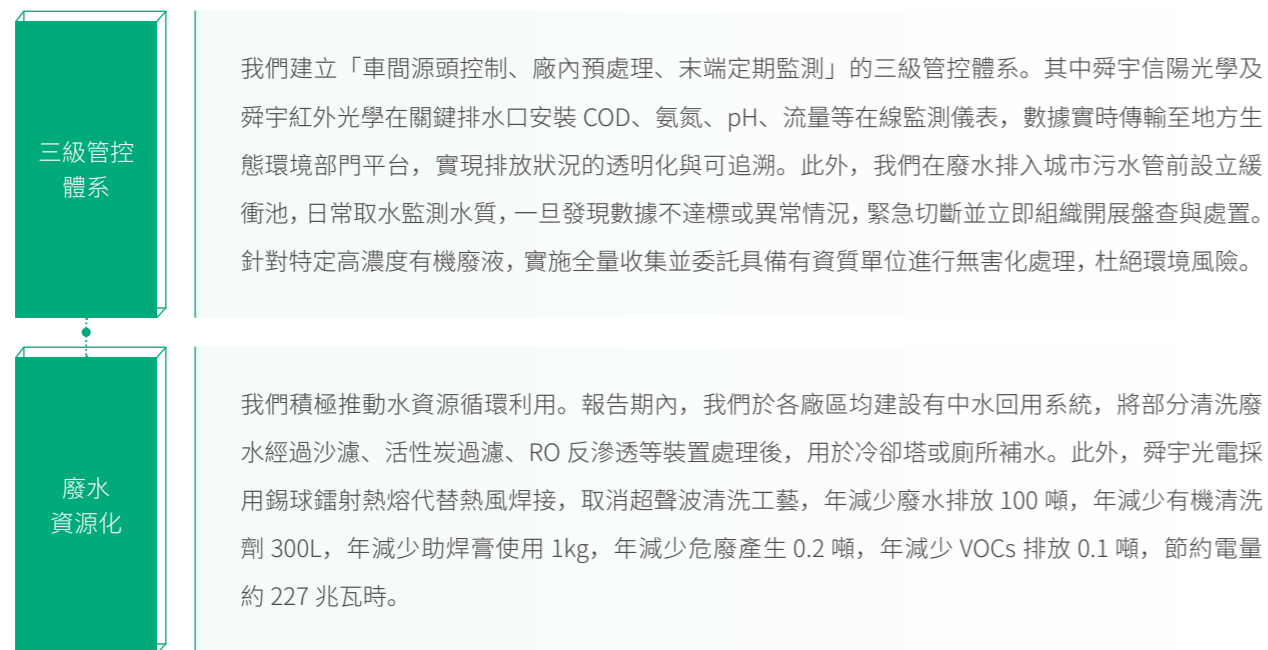 三級管控
體系
我們建立「車間源頭控制、廠內預處理、末端定期監測」的三級管控體系。其中舜宇信陽光學及
舜宇紅外光學在關鍵排水口安裝 COD、氨氮、pH、流量等在線監測儀表，數據實時傳輸至地方生
態環境部門平台，實現排放狀況的透明化與可追溯。此外，我們在廢水排入城市污水管前設立緩
衝池，日常取水監測水質，一旦發現數據不達標或異常情況，緊急切斷並立即組織開展盤查與處置。
針對特定高濃度有機廢液，實施全量收集並委託具備有資質單位進行無害化處理，杜絕環境風險。
廢水
資源化
我們積極推動水資源循環利用。報告期內，我們於各廠區均建設有中水回用系統，將部分清洗廢
水經過沙濾、活性炭過濾、RO 反滲透等裝置處理後，用於冷卻塔或廁所補水。此外，舜宇光電採
用錫球鐳射熱熔代替熱風焊接，取消超聲波清洗工藝，年減少廢水排放 100 噸，年減少有機清洗
劑 300L，年減少助焊膏使用 1kg，年減少危廢產生 0.2 噸，年減少 VOCs 排放 0.1 噸，節約電量
約 227 兆瓦時。